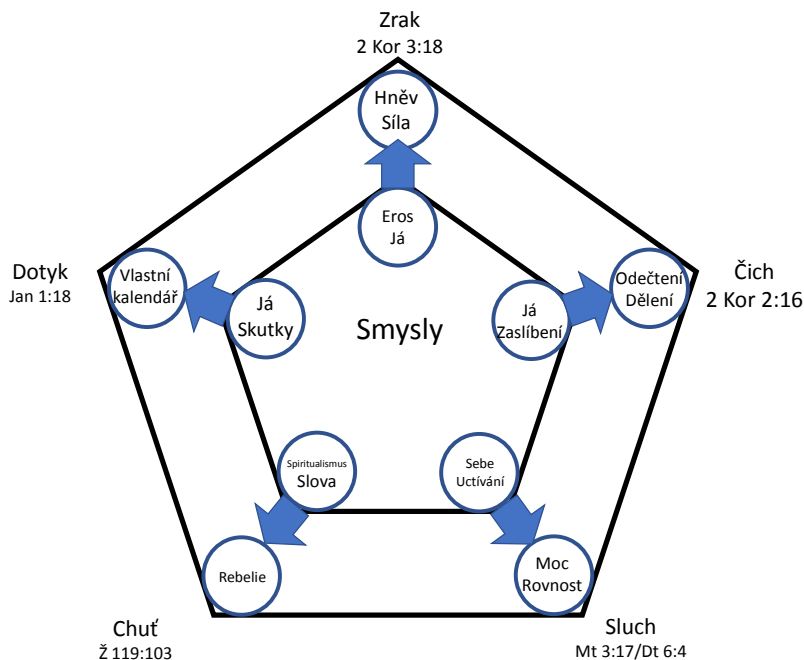 Zrak
2 Kor 3:18
Hněv
Síla
Eros
Já
Dotyk
Jan 1:18
Vlastní
kalendář
Já
Skutky
Smysly
Já
Zaslíbení
Odečtení
Dělení
Čich
2 Kor 2:16
Spiritualismus
Slova
Sebe
Uctívání
Rebelie
Moc
Rovnost
Chuť
Ž 119:103
Sluch
Mt 3:17/Dt 6:4